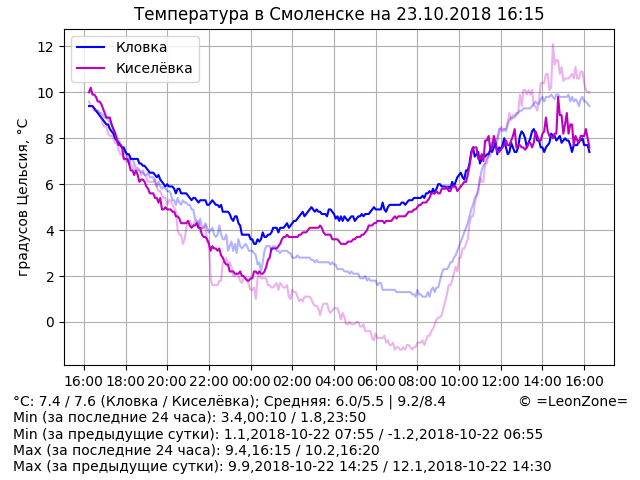 Температура в Смоленске на 23.10.2018 16:15
Кловка
Киселёвка
градусов Цельсия, °C
12
10
8
6
4
2
0
16:00 18:00 20:00 22:00 00:00 02:00 04:00 06:00 08:00 10:00 12:00 14:00 16:00
°C: 7.4 / 7.6 (Кловка / Киселёвка); Средняя: 6.0/5.5 | 9.2/8.4 © =LeonZone=
Min (за последние 24 часа): 3.4,00:10 / 1.8,23:50
Min (за предыдущие сутки): 1.1,2018-10-22 07:55 / -1.2,2018-10-22 06:55
Max (за последние 24 часа): 9.4,16:15 / 10.2,16:20
Max (за предыдущие сутки): 9.9,2018-10-22 14:25 / 12.1,2018-10-22 14:30